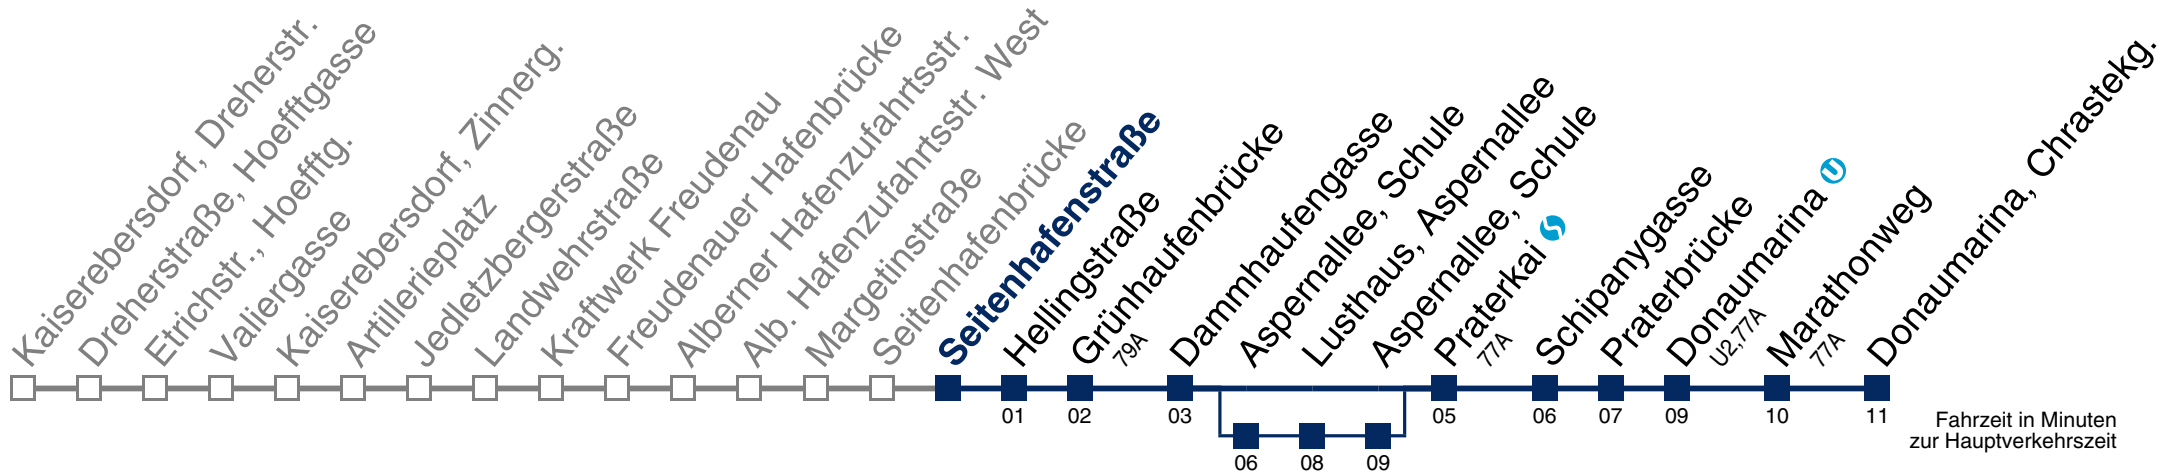 Kaiserebersdorf, Dreherstr.
Dreherstraße, Hoefftgasse
Etrichstr., Hoefftg.
Valiergasse
Kaiserebersdorf, Zinnerg.
Artillerieplatz
Jedletzbergerstraße
Landwehrstraße
Kraftwerk Freudenau
Freudenauer Hafenbrücke
Alberner Hafenzufahrtsstr.
Alb. Hafenzufahrtsstr. West
Margetinstraße
Seitenhafenbrücke
Seitenhafenstraße
Hellingstraße
Grünhaufenbrücke
79A
Dammhaufengasse
Aspernallee, Schule
Lusthaus, Aspernallee
Aspernallee, Schule
Praterkai S
77A
Schipanygasse
Praterbrücke
Donaumarina U
U2,77A
Marathonweg
77A
Donaumarina, Chrastekg.
01 02 03 05 06 07 09 10 11
06 08 09
Fahrzeit in Minuten
zur Hauptverkehrszeit